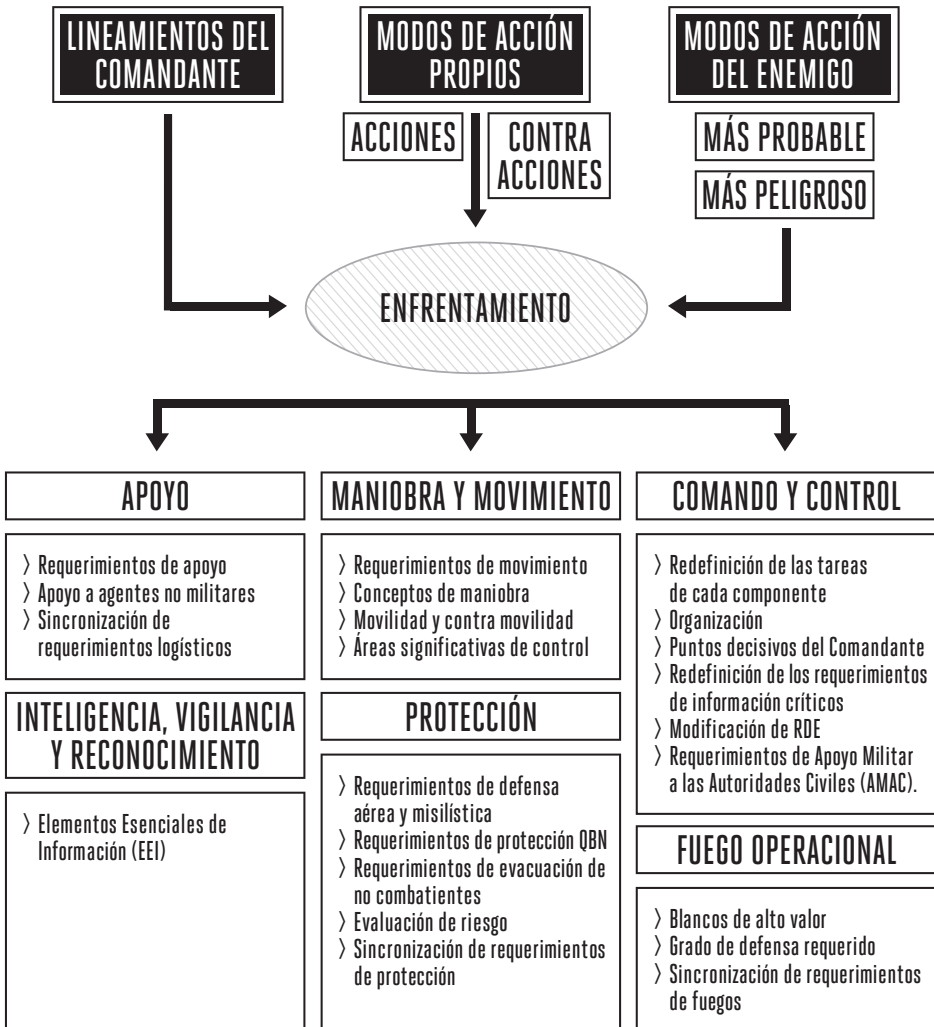 LINEAMIENTOS DEL
COMANDANTE
MODOS DE ACCIÓN
PROPIOS
ACCIONES
CONTRA
ACCIONES
MODOS DE ACCIÓN
DEL ENEMIGO
MÁS PROBABLE
MÁS PELIGROSO
ENFRENTAMIENTO
APOYO
〉Requerimientos de apoyo
〉Apoyo a agentes no militares
〉Sincronización de
requerimientos logísticos
INTELIGENCIA, VIGILANCIA
Y RECONOCIMIENTO
〉Elementos Esenciales de
Información (EEI)
MANIOBRA Y MOVIMIENTO
〉Requerimientos de movimiento
〉Conceptos de maniobra
〉Movilidad y contra movilidad
〉Áreas significativas de control
PROTECCIÓN
〉Requerimientos de defensa
aérea y misilística
〉Requerimientos de protección QBN
〉Requerimientos de evacuación de
no combatientes
〉Evaluación de riesgo
〉Sincronización de requerimientos
de protección
COMANDO Y CONTROL
〉Redefinición de las tareas
de cada componente
〉Organización
〉Puntos decisivos del Comandante
〉Redefinición de los requerimientos
de información críticos
〉Modificación de RDE
〉Requerimientos de Apoyo Militar
a las Autoridades Civiles (AMAC).
FUEGO OPERACIONAL
〉Blancos de alto valor
〉Grado de defensa requerido
〉Sincronización de requerimientos
de fuegos